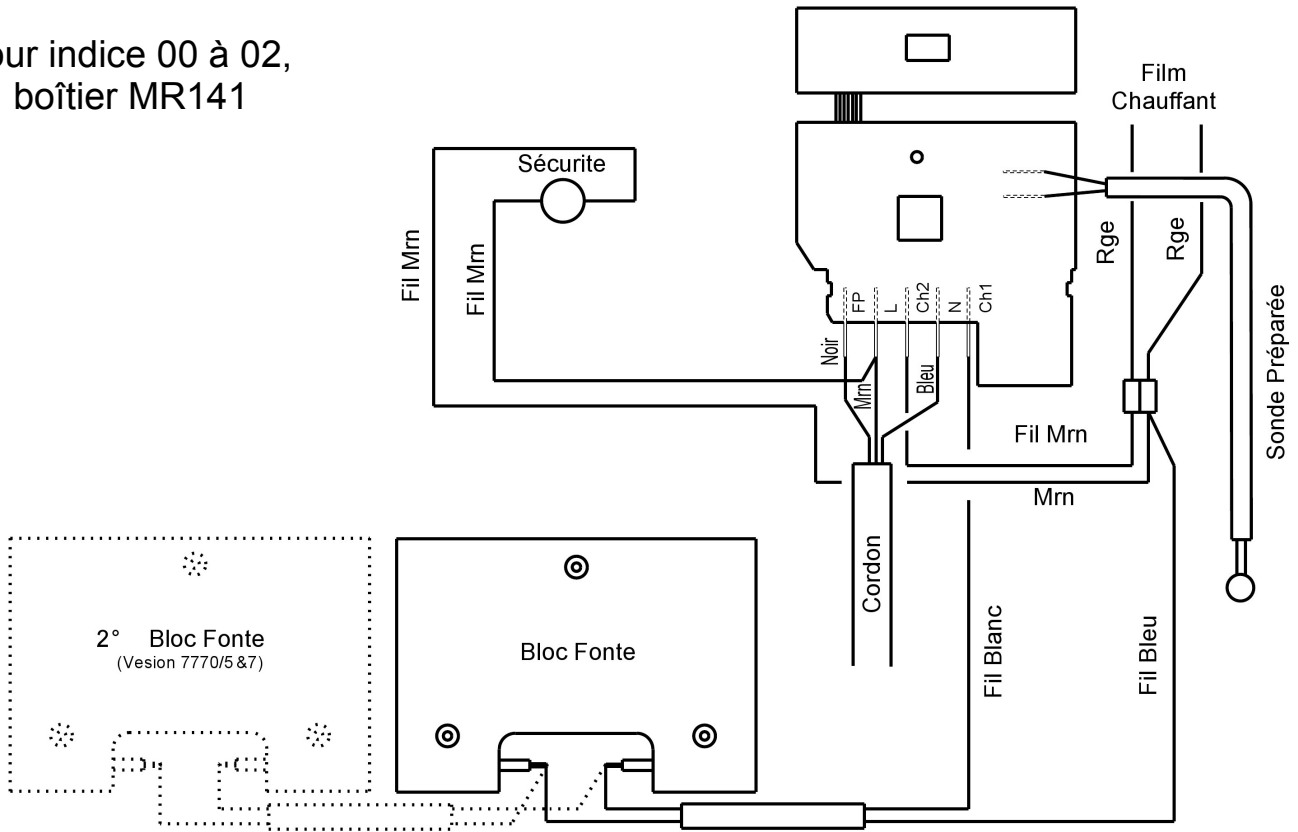 our indice 00 à 02,
boîtier MR141
Film
Chauffant
Sécurite
Fil Mrn
Fil Mrn
Rge
Rge
Sonde Préparée
FP
L
Ch2
N
Ch1
Noir
Mrn
Bleu
Fil Mrn
Mrn
Cordon
Fil Blanc
Fil Bleu
2° Bloc Fonte
(Vesion 7770/5&7)
Bloc Fonte